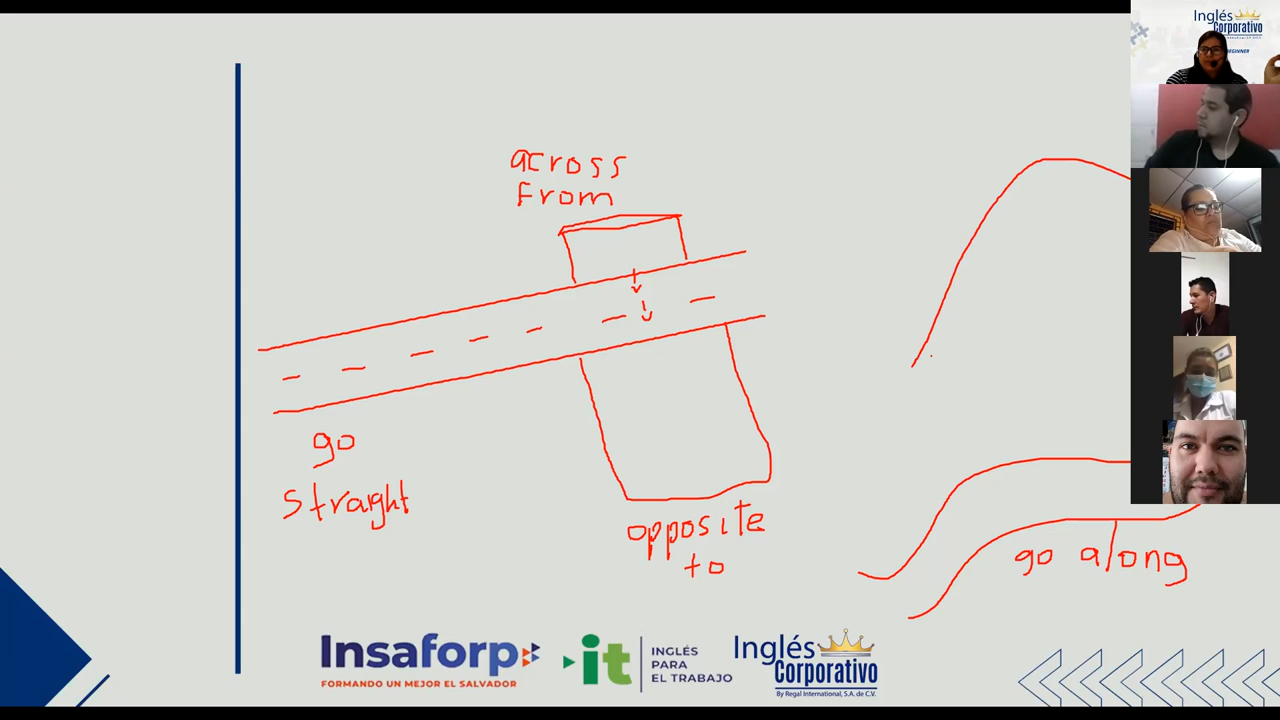 across
from
go
straight
opposite
to
go along
Insaforp
FORMANDO UN MEJOR EL SALVADOR
it
INGLÉS
PARA
EL TRABAJO
Inglés
Corporativo
By Regal International, S.A. de C.V.
Inglés
Corporativo